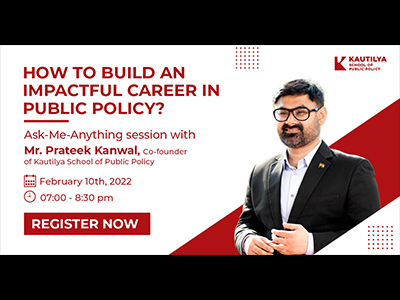 KAUTILYA
SCHOOL OF
PUBLIC POLICY
HOW TO BUILD AN
IMPACTFUL CAREER IN
PUBLIC POLICY?
Ask-Me-Anything session with
Mr. Prateek Kanwal, Co-founder
of Kautilya School of Public Policy
February 10th, 2022
07:00 - 8:30 pm
REGISTER NOW